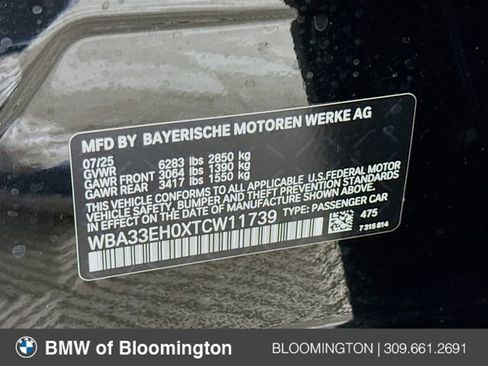 MFD BY BAYERISCHE MOTOREN WERKE AG
07/25
GVWR 6283 lbs 2850 kg
GAWR FRONT 3064 lbs 1390 kg
GAWR REAR 3417 lbs 1550 kg
THIS VEHICLE CONFORMS TO ALL APPLICABLE U.S. FEDERAL MOTOR
VEHICLE SAFETY, BUMPER, AND THEFT PREVENTION STANDARDS
IN EFFECT ON THE DATE OF MANUFACTURE SHOWN ABOVE.
WBA33EH0XTCW11739 TYPE: PASSENGER CAR
475
7 315 814
BMW
BMW of Bloomington
BLOOMINGTON | 309.661.2691